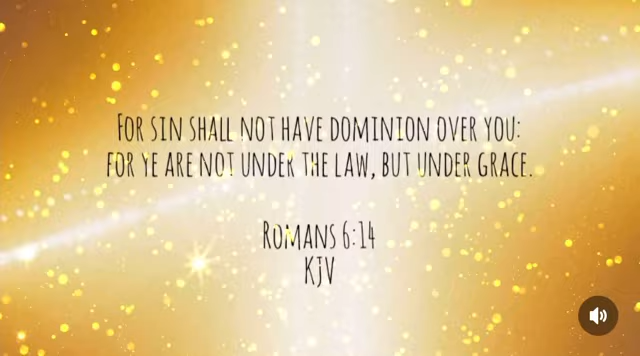 For sin shall not have dominion over you:
for ye are not under the law, but under grace.
Romans 6:14
KJV